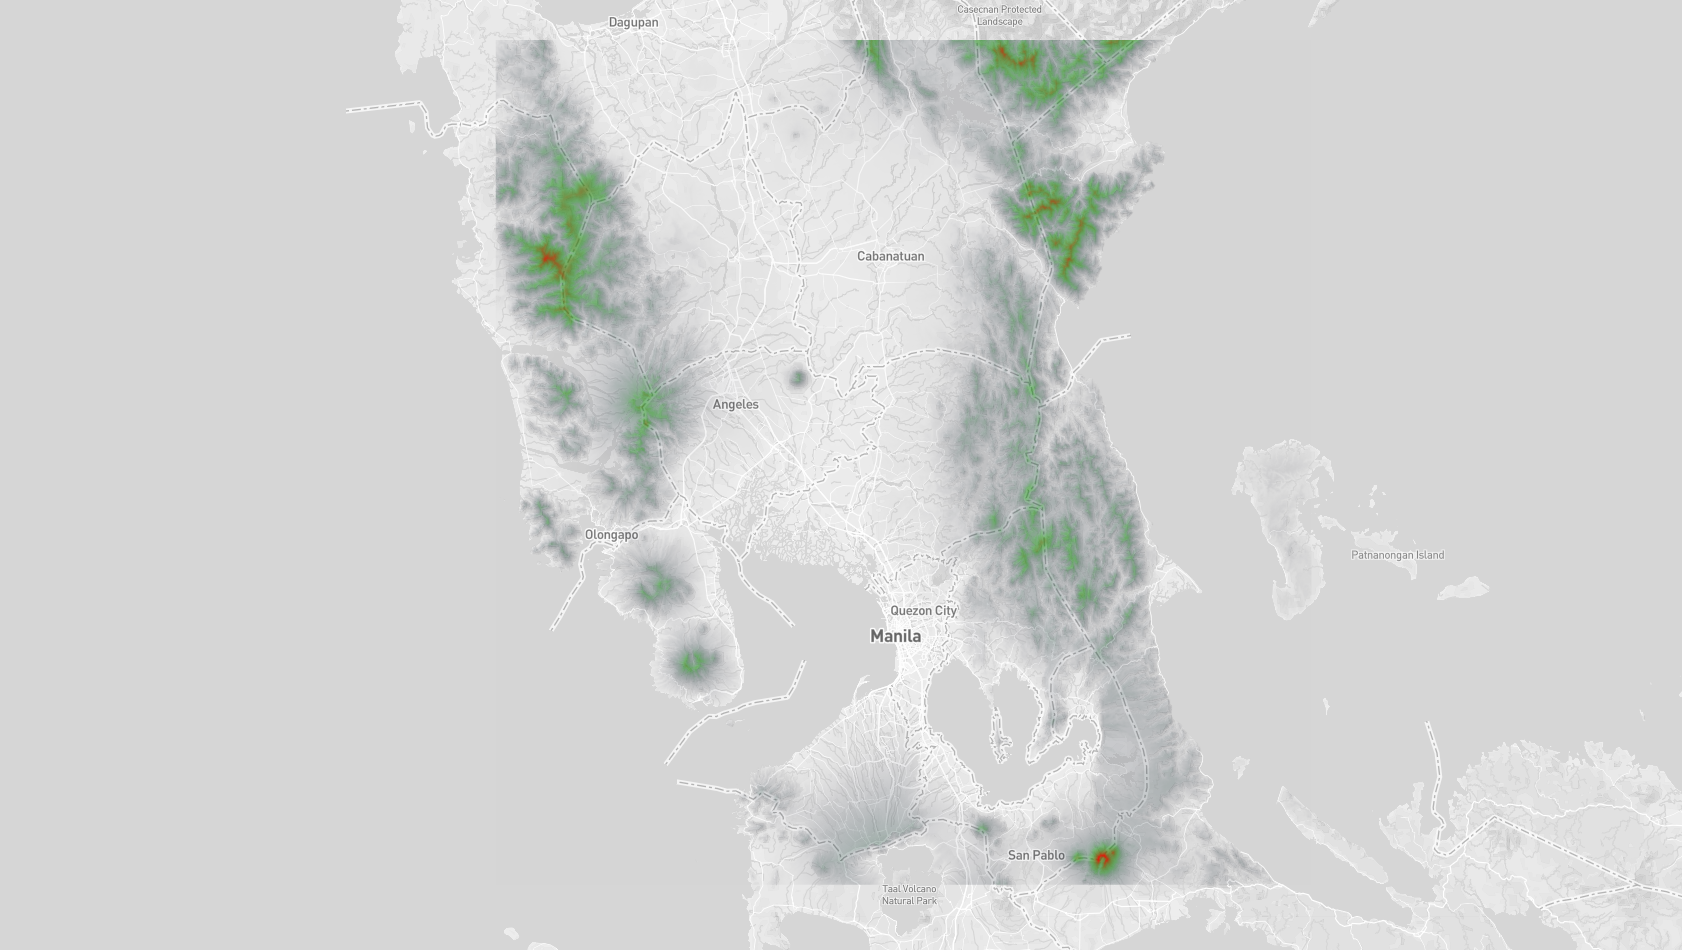 Casecnan Protected
Landscape
Dagupan
Cabanatuan
Angeles
Olongapo
Patnanongan Island
Quezon City
Manila
San Pablo
Taal Volcano
Natural Park